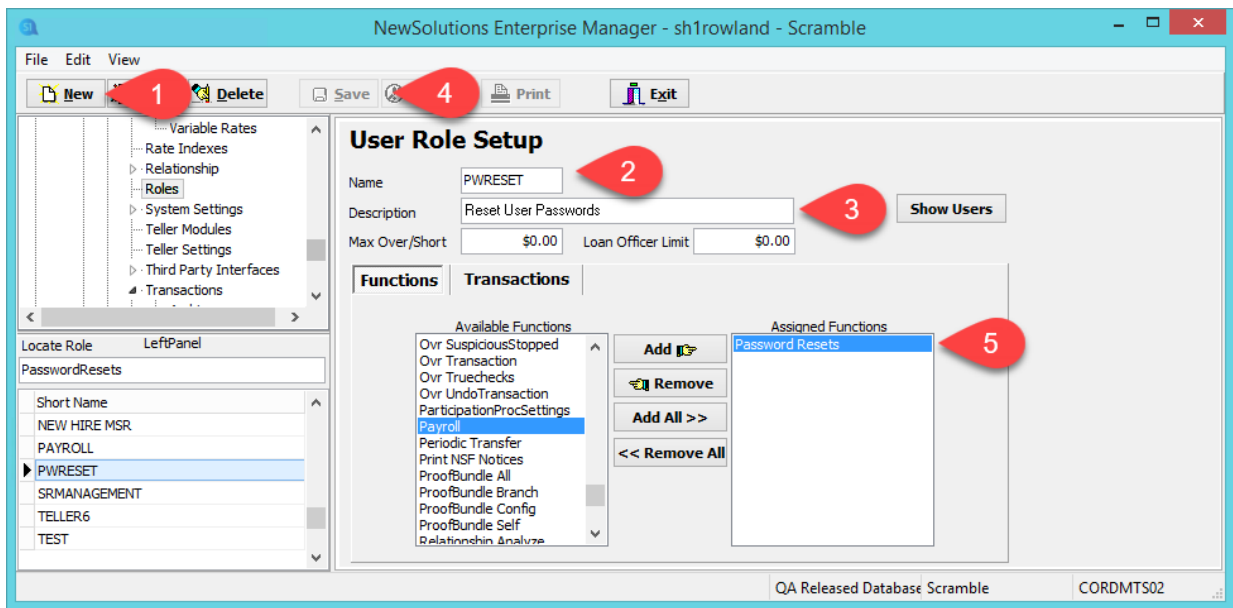 NewSolutions Enterprise Manager - sh1rowland - Scramble
File Edit View
New 1 Delete Save 4 Print Exit
Variable Rates
Rate Indexes
Relationship
Roles
System Settings
Teller Modules
Teller Settings
Third Party Interfaces
Transactions
Locate Role LeftPanel
PasswordResets
Short Name
NEW HIRE MSR
PAYROLL
PWRESET
SRMANAGEMENT
TELLER6
TEST
User Role Setup
Name PWRESET 2
Description Reset User Passwords 3 Show Users
Max Over/Short $0.00 Loan Officer Limit $0.00
Functions Transactions
Available Functions
Ovr SuspiciousStopped
Ovr Transaction
Ovr Truechecks
Ovr UndoTransaction
ParticipationProcSettings
Payroll
Periodic Transfer
Print NSF Notices
ProofBundle All
ProofBundle Branch
ProofBundle Config
ProofBundle Self
Relationship Analyze
Add
Remove
Add All >>
<< Remove All
Assigned Functions
Password Resets 5
QA Released Database Scramble CORDMTS02